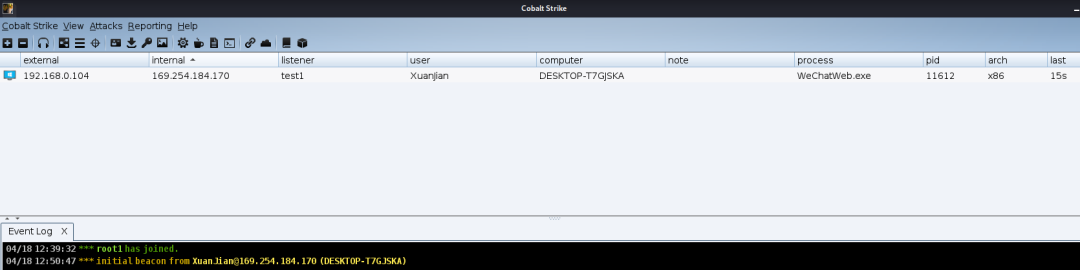 Cobalt Strike
Cobalt Strike View Attacks Reporting Help
external internal listener user computer note process pid arch last
192.168.0.104 169.254.184.170 test1 XuanJian DESKTOP-T7GJSKA WeChatWeb.exe 11612 x86 15s
Event Log X
04/18 12:39:32 *** root1 has joined.
04/18 12:50:47 *** initial beacon from XuanJian@169.254.184.170 (DESKTOP-T7GJSKA)